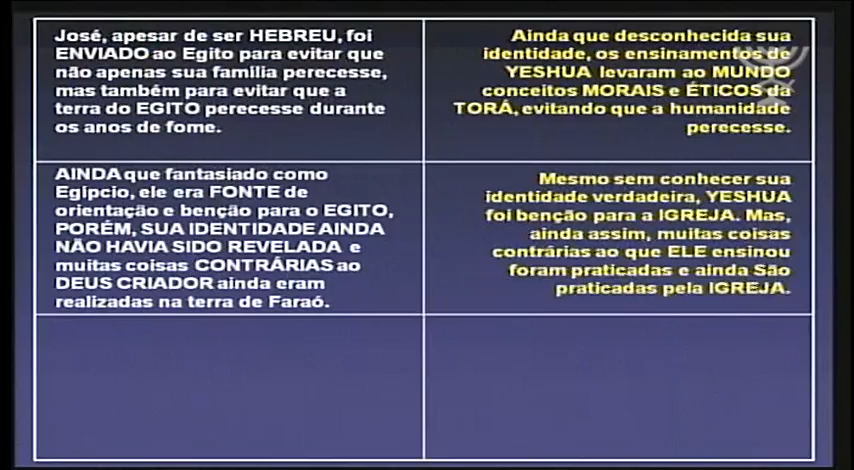 José, apesar de ser HEBREU, foi
ENVIADO ao Egito para evitar que
não apenas sua família perecesse,
mas também para evitar que a
terra do EGITO perecesse durante
os anos de fome.
Ainda que desconhecida sua
identidade, os ensinamentos de
YESHUA levaram ao MUNDO
conceitos MORAIS e ÉTICOS da
TORÁ, evitando que a humanidade
perecesse.
AINDA que fantasiado como
Egípcio, ele era FONTE de
orientação e benção para o EGITO,
PORÉM, SUA IDENTIDADE AINDA
NÃO HAVIA SIDO REVELADA e
muitas coisas CONTRÁRIAS ao
DEUS CRIADOR ainda eram
realizadas na terra de Faraó.
Mesmo sem conhecer sua
identidade verdadeira, YESHUA
foi benção para a IGREJA. Mas,
ainda assim, muitas coisas
contrárias ao que ELE ensinou
foram praticadas e ainda São
praticadas pela IGREJA.